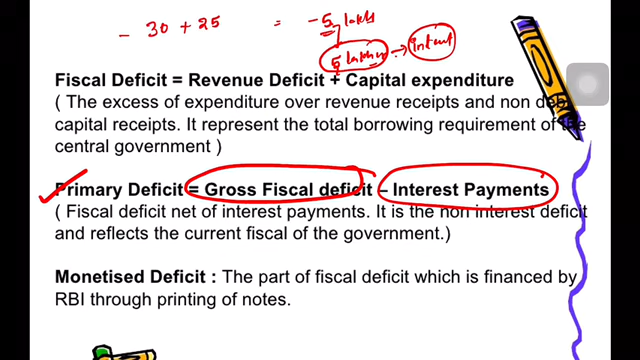 - 30 + 25 = - 5 lakhs
5 lakhs → interest
Fiscal Deficit = Revenue Deficit + Capital expenditure
( The excess of expenditure over revenue receipts and non debt
capital receipts. It represent the total borrowing requirement of the
central government )
Primary Deficit = Gross Fiscal deficit – Interest Payments
( Fiscal deficit net of interest payments. It is the non interest deficit
and reflects the current fiscal of the government.)
Monetised Deficit : The part of fiscal deficit which is financed by
RBI through printing of notes.